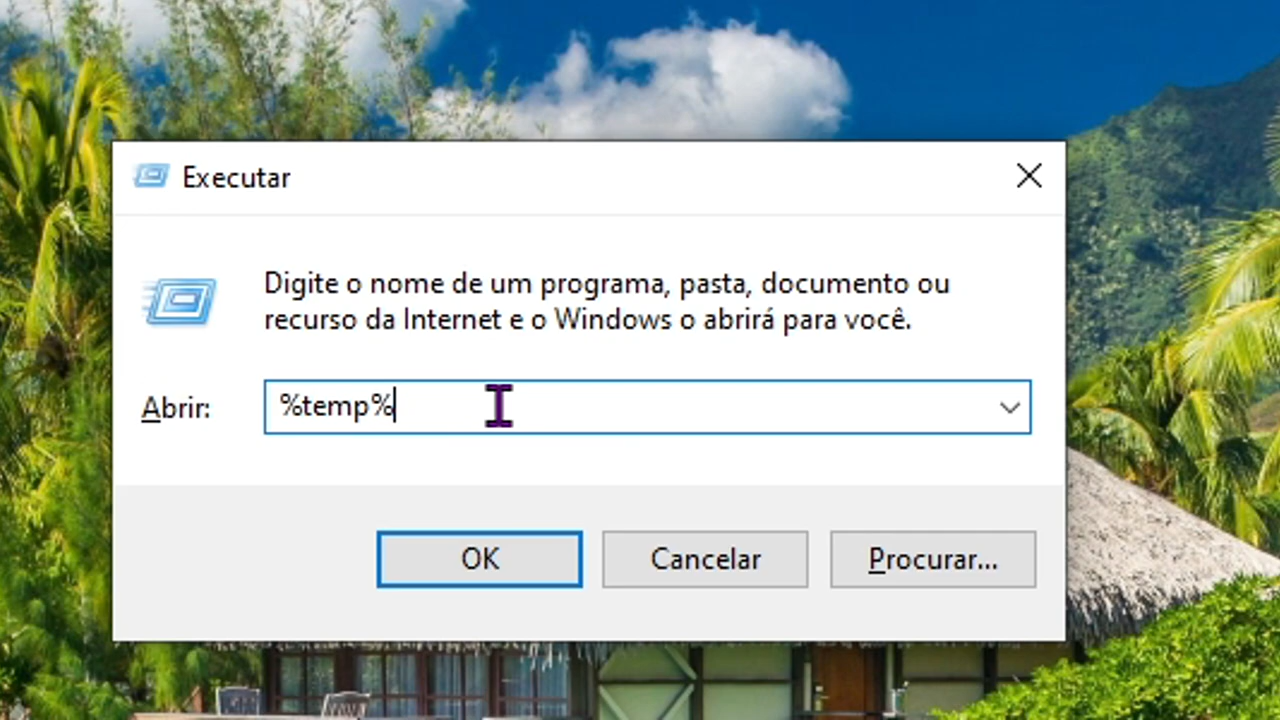 Executar
Digite o nome de um programa, pasta, documento ou
recurso da Internet e o Windows o abrirá para você.
Abrir: %temp%
OK Cancelar Procurar...